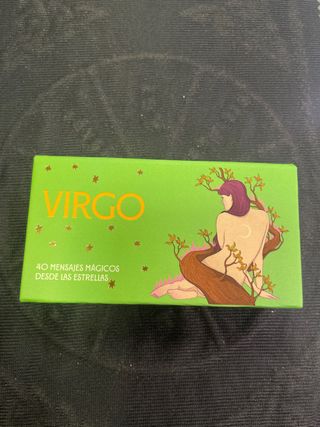 VIRGO
40 MENSAJES MÁGICOS
DESDE LAS ESTRELLAS